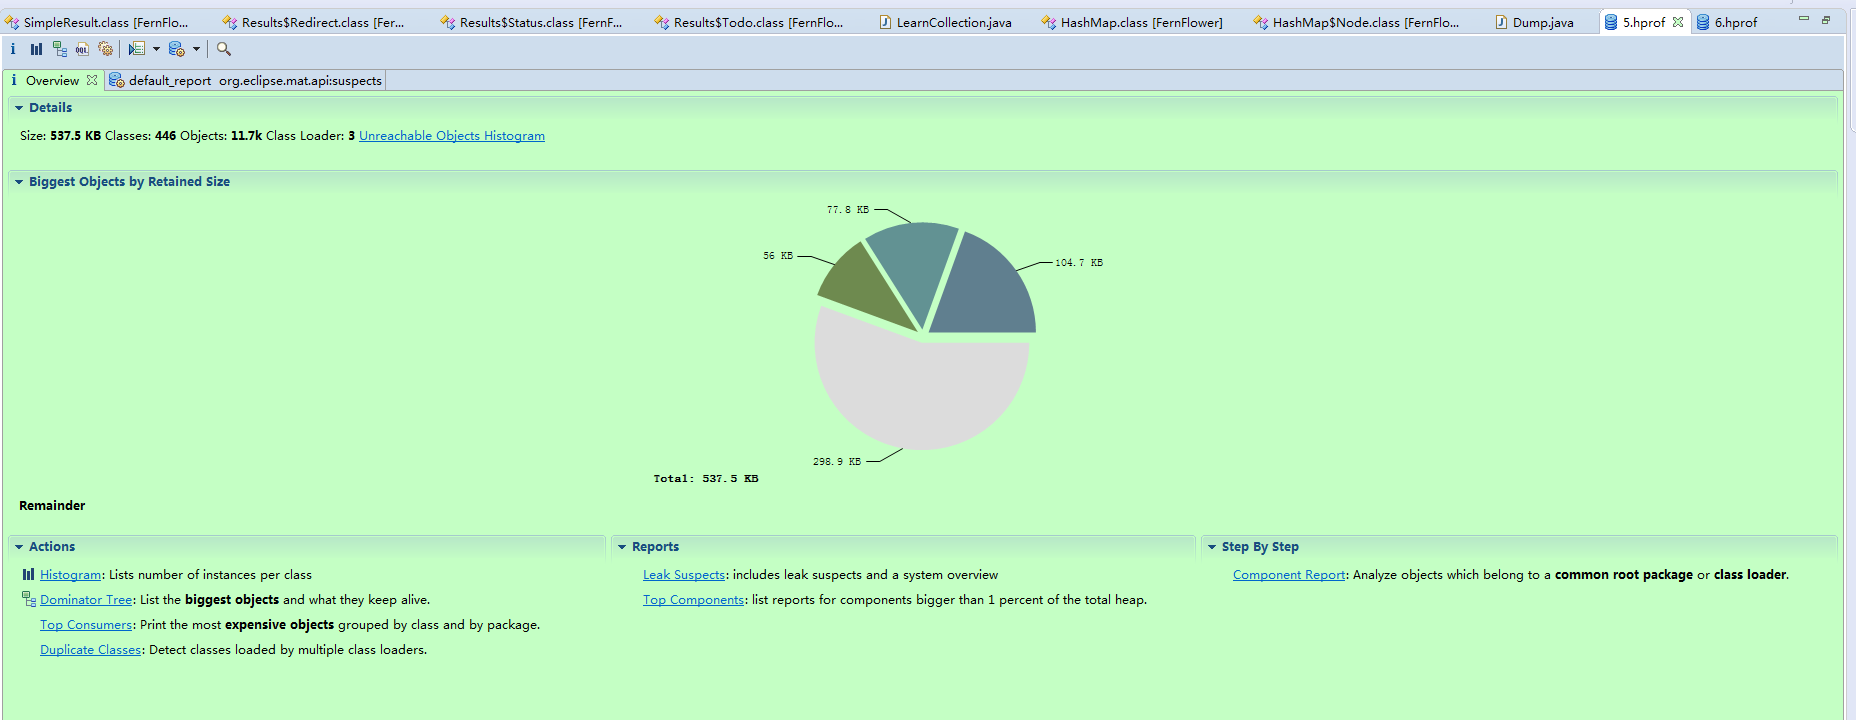 SimpleResult.class [FernFlo... Results$Redirect.class [Fer... Results$Status.class [FernF... Results$Todo.class [FernFlo... LearnCollection.java HashMap.class [FernFlower] HashMap$Node.class [FernFlo... Dump.java 5.hprof 6.hprof
i OQL
i Overview default_report org.eclipse.mat.api:suspects
Details
Size: 537.5 KB Classes: 446 Objects: 11.7k Class Loader: 3 Unreachable Objects Histogram
Biggest Objects by Retained Size
77.8 KB
56 KB
104.7 KB
298.9 KB
Total: 537.5 KB
Remainder
Actions
Histogram: Lists number of instances per class
Dominator Tree: List the biggest objects and what they keep alive.
Top Consumers: Print the most expensive objects grouped by class and by package.
Duplicate Classes: Detect classes loaded by multiple class loaders.
Reports
Leak Suspects: includes leak suspects and a system overview
Top Components: list reports for components bigger than 1 percent of the total heap.
Step By Step
Component Report: Analyze objects which belong to a common root package or class loader.